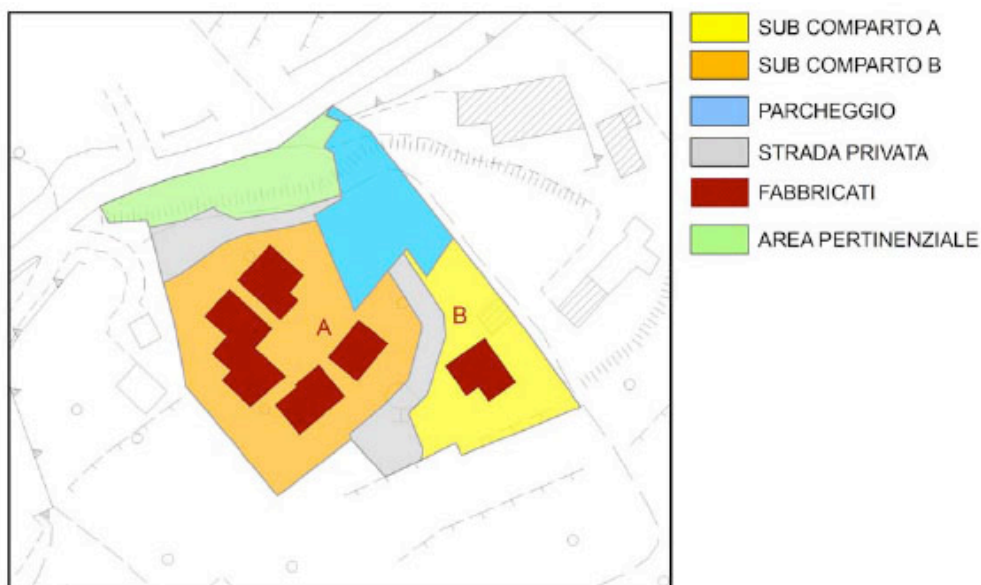 SUB COMPARTO A
SUB COMPARTO B
PARCHEGGIO
STRADA PRIVATA
FABBRICATI
AREA PERTINENZIALE
A
B